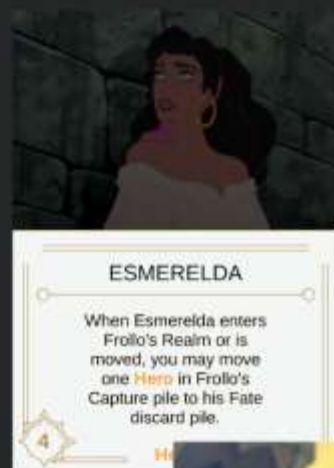 ESMERELDA
When Esmerelda enters
Frollo's Realm or is
moved, you may move
one Hero in Frollo's
Capture pile to his Fate
discard pile.
4